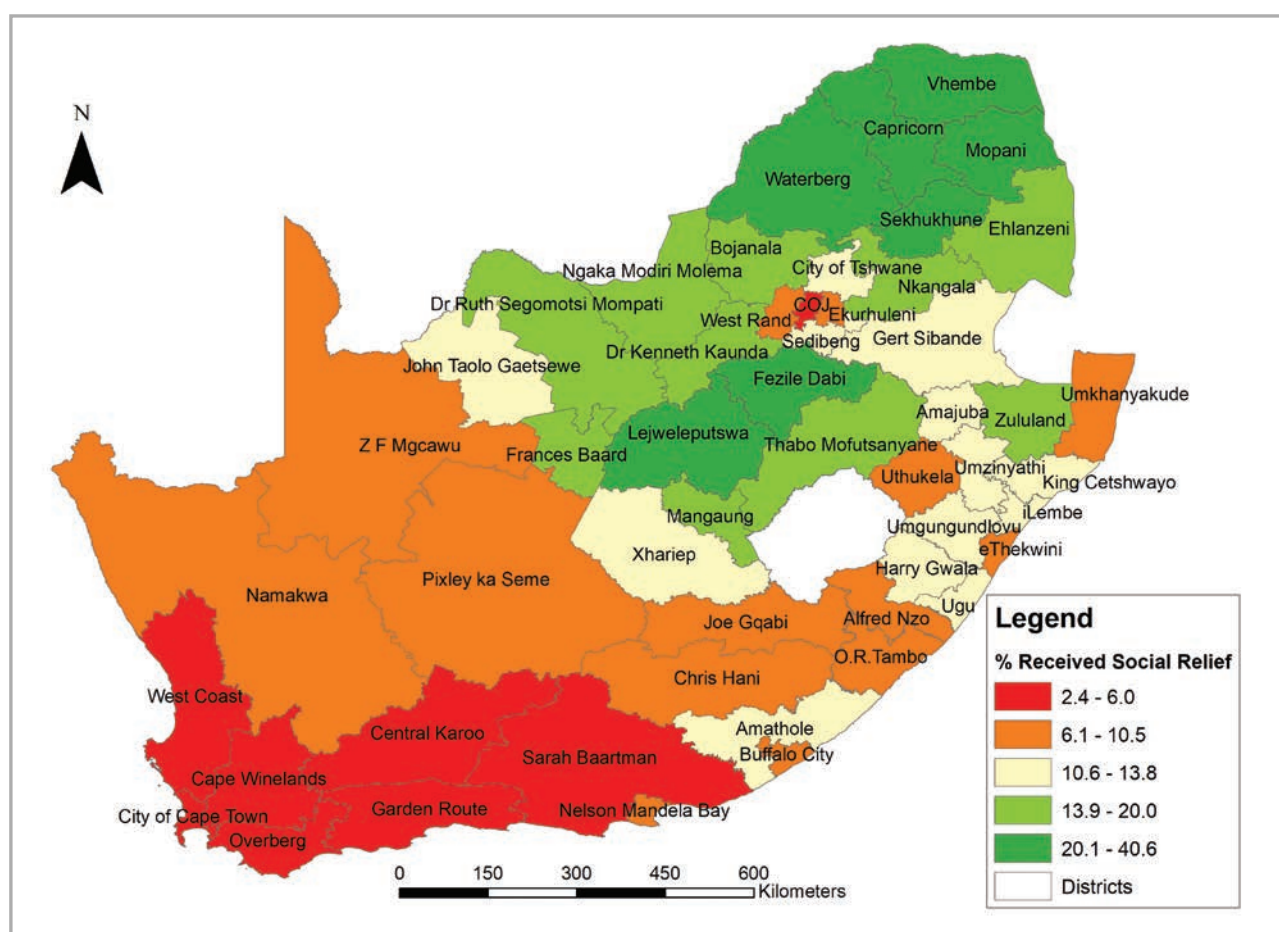 N
Vhembe
Capricorn
Mopani
Waterberg
Sekhukhune
Ehlanzeni
Bojanala
Ngaka Modiri Molema
City of Tshwane
Nkangala
Dr Ruth Segomotsi Mompati
COJ
West Rand
Ekurhuleni
Sedibeng
Gert Sibande
Dr Kenneth Kaunda
John Taolo Gaetsewe
Fezile Dabi
Umkhanyakude
Amajuba
Zululand
Z F Mgcawu
Lejweleputswa
Thabo Mofutsanyane
Frances Baard
Uthukela
Umzinyathi
King Cetshwayo
Mangaung
iLembe
Umgungundlovu
eThekwini
Xhariep
Harry Gwala
Pixley ka Seme
Namakwa
Ugu
Joe Gqabi
Alfred Nzo
O.R.Tambo
Chris Hani
West Coast
Central Karoo
Amathole
Buffalo City
Sarah Baartman
Cape Winelands
City of Cape Town
Garden Route
Nelson Mandela Bay
Overberg
Legend
% Received Social Relief
2.4 - 6.0
6.1 - 10.5
10.6 - 13.8
13.9 - 20.0
20.1 - 40.6
Districts
0 150 300 450 600
Kilometers